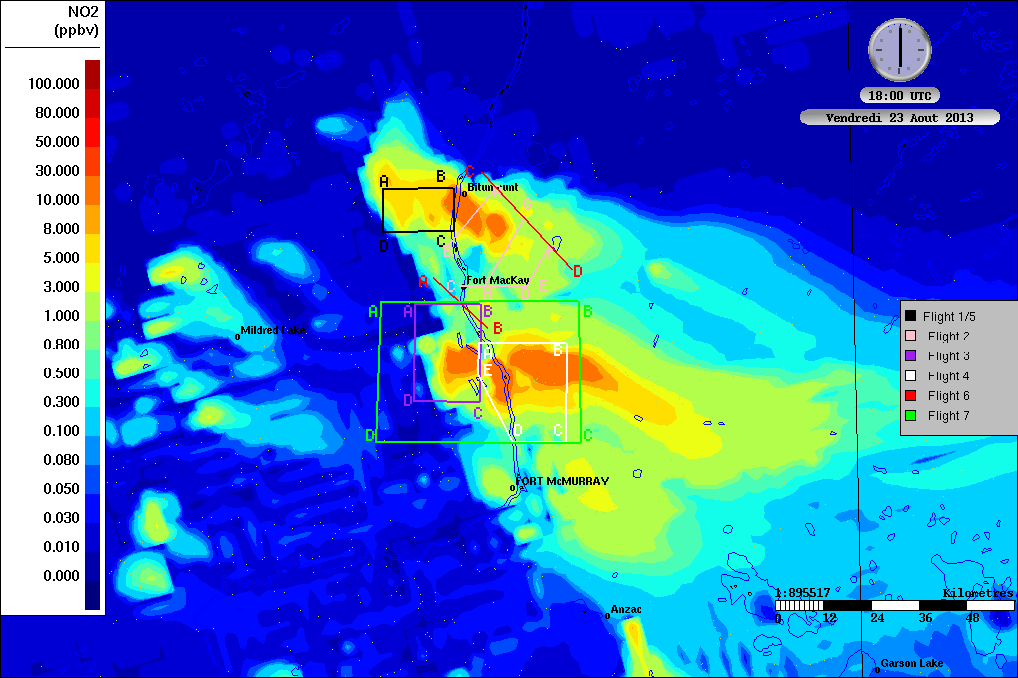 NO2
(ppbv)
100.000
80.000
50.000
30.000
10.000
8.000
5.000
3.000
1.000
0.800
0.500
0.300
0.100
0.080
0.050
0.030
0.010
0.000
18:00 UTC
Vendredi 23 Aout 2013
C
A
B
G
D
C
B
D
Fort MacKay
A
C
F
D
A
A
B
B
B
Mildred Lake
A
B
E
D
C
D
C
D
C
FORT McMURRAY
Flight 1/5
Flight 2
Flight 3
Flight 4
Flight 6
Flight 7
1:895517
Kilometres
0
12
24
36
48
Anzac
Garson Lake